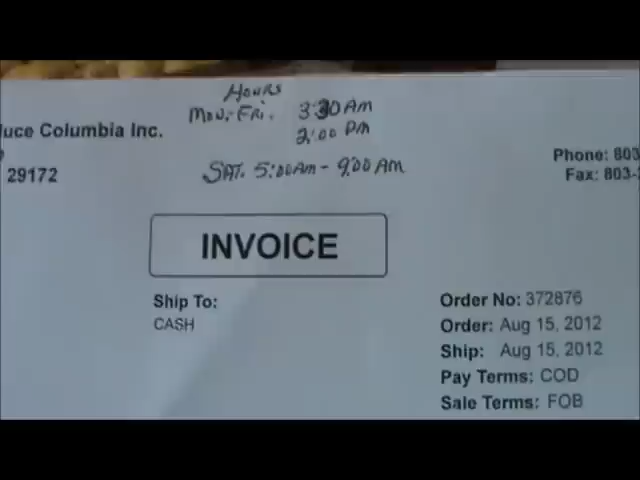 HOURS
MON.-FRI. 3:30 AM
2:00 PM
SAT. 5:00AM - 9:00 AM
uce Columbia Inc.
29172
Phone: 803
Fax: 803-
INVOICE
Ship To:
CASH
Order No: 372876
Order: Aug 15, 2012
Ship: Aug 15, 2012
Pay Terms: COD
Sale Terms: FOB